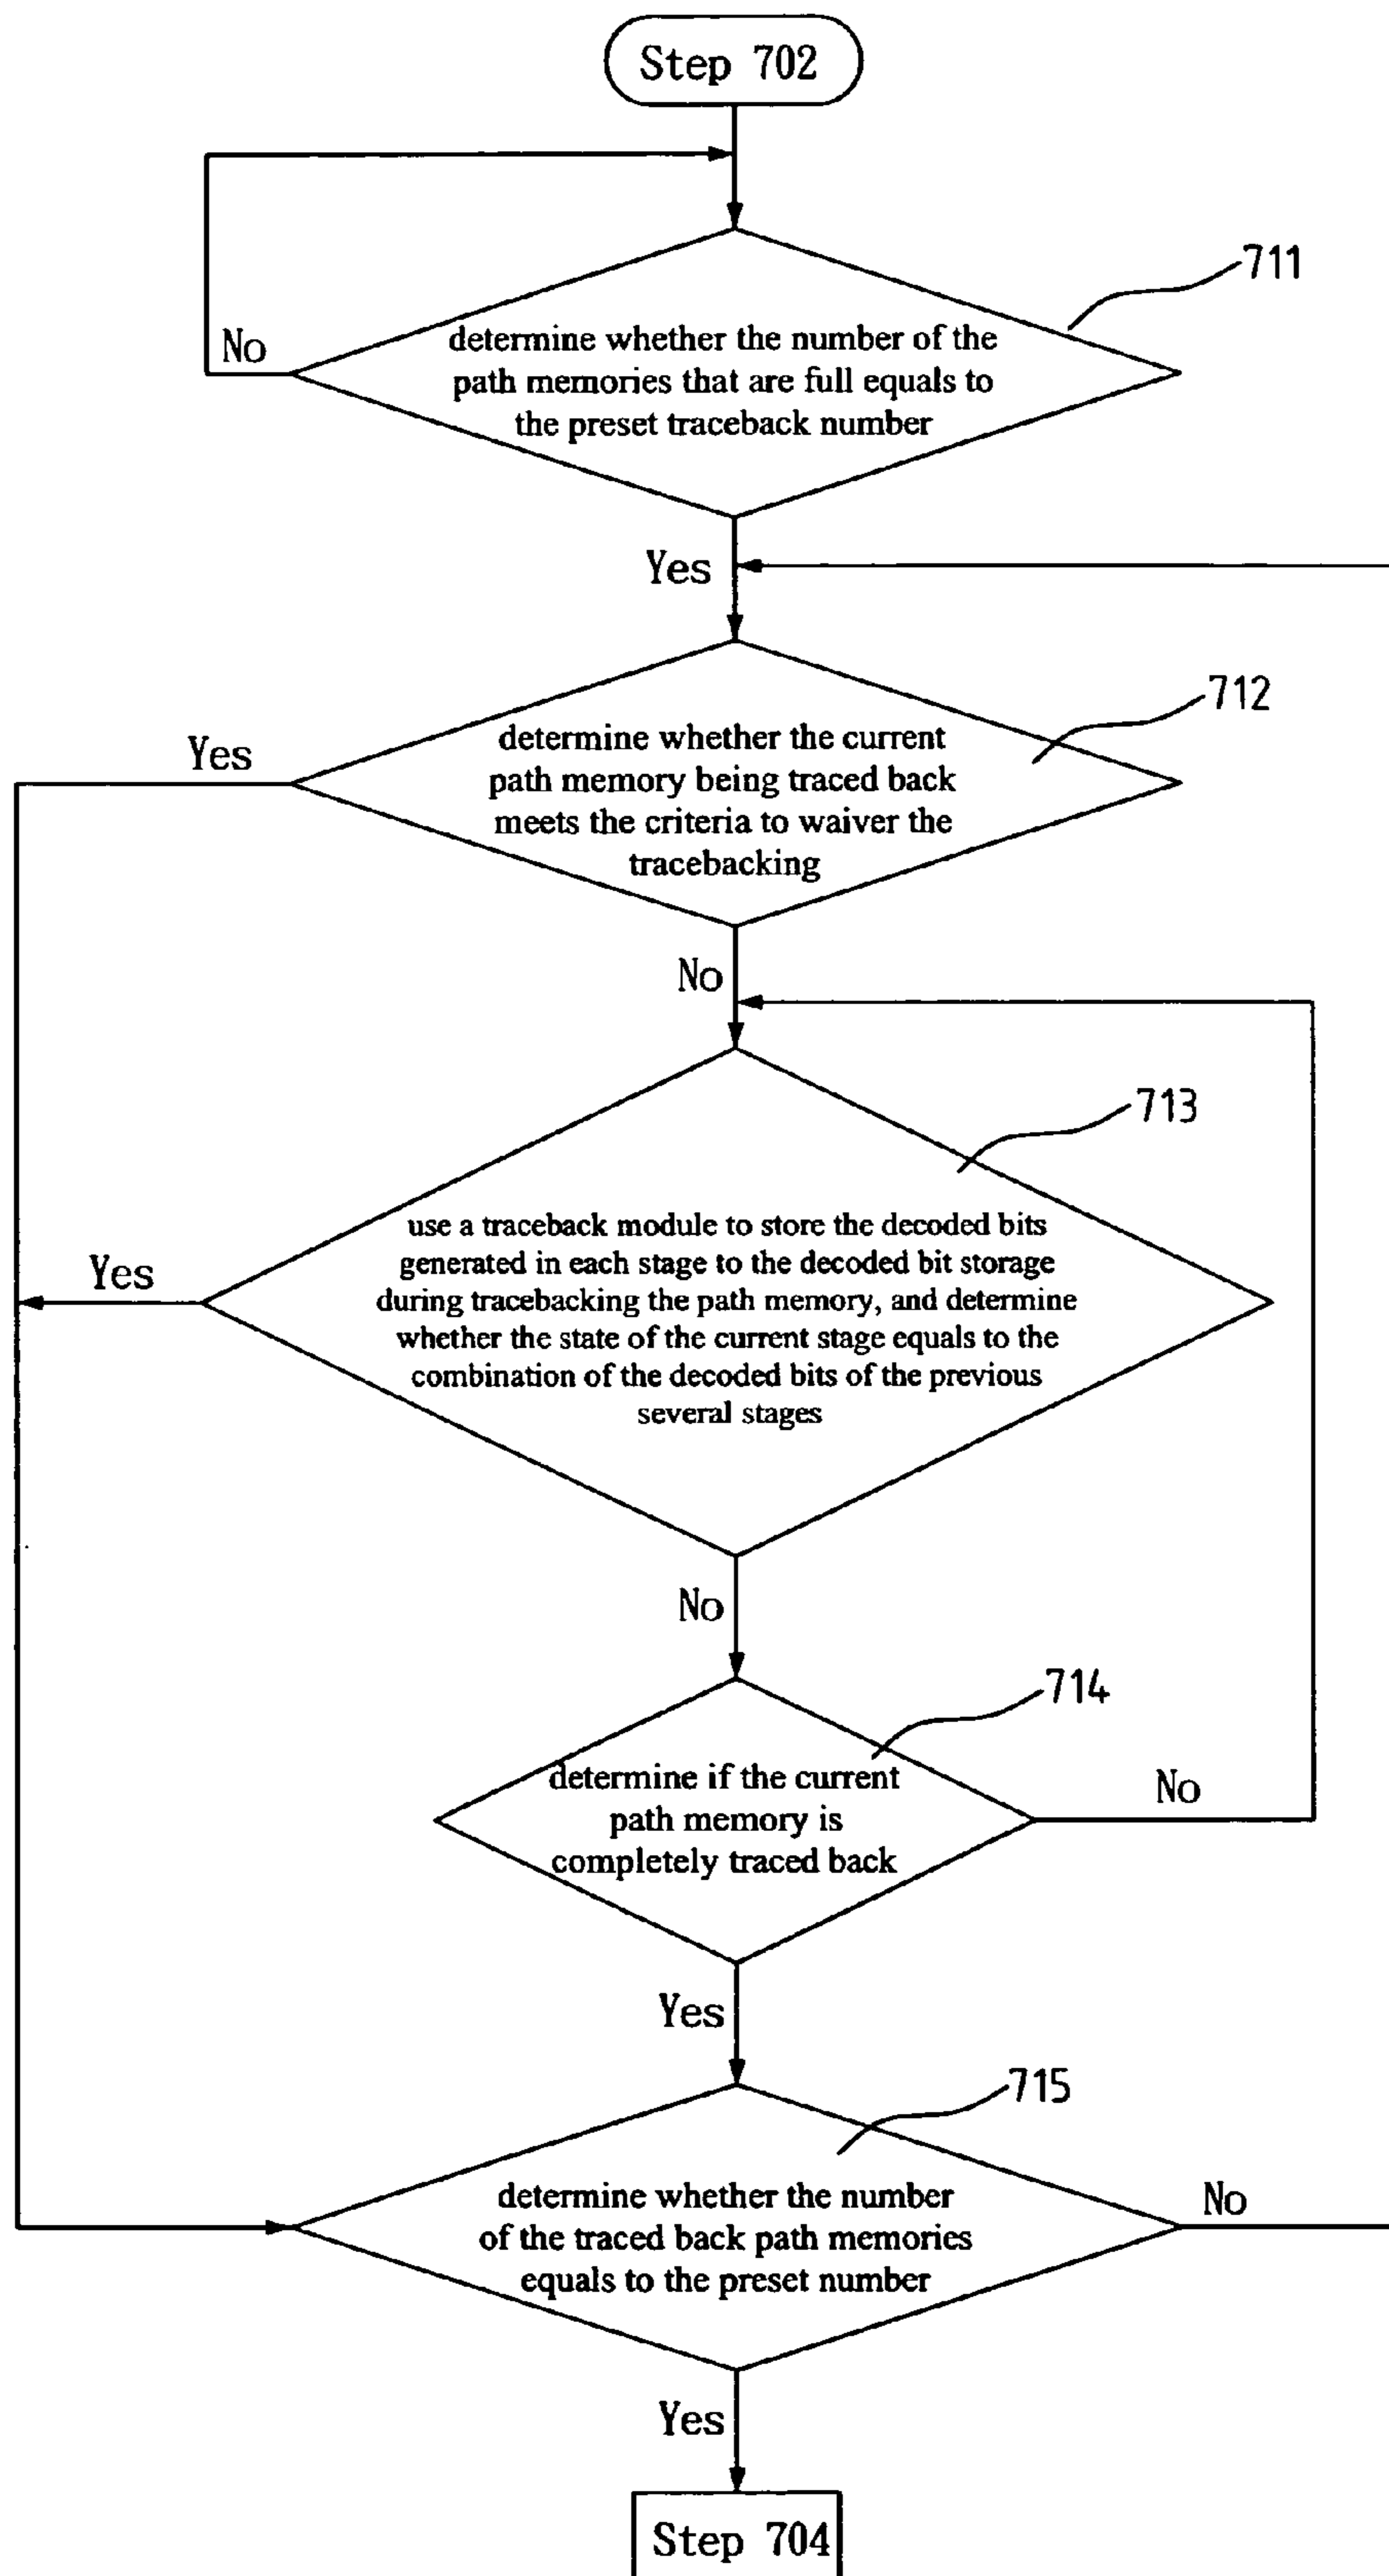 Step 702
711
No
determine whether the number of the
path memories that are full equals to
the preset traceback number
Yes
712
Yes
determine whether the current
path memory being traced back
meets the criteria to waiver the
tracebacking
No
713
Yes
use a traceback module to store the decoded bits
generated in each stage to the decoded bit storage
during tracebacking the path memory, and determine
whether the state of the current stage equals to the
combination of the decoded bits of the previous
several stages
No
714
determine if the current
path memory is
completely traced back
No
Yes
715
determine whether the number
of the traced back path memories
equals to the preset number
No
Yes
Step 704